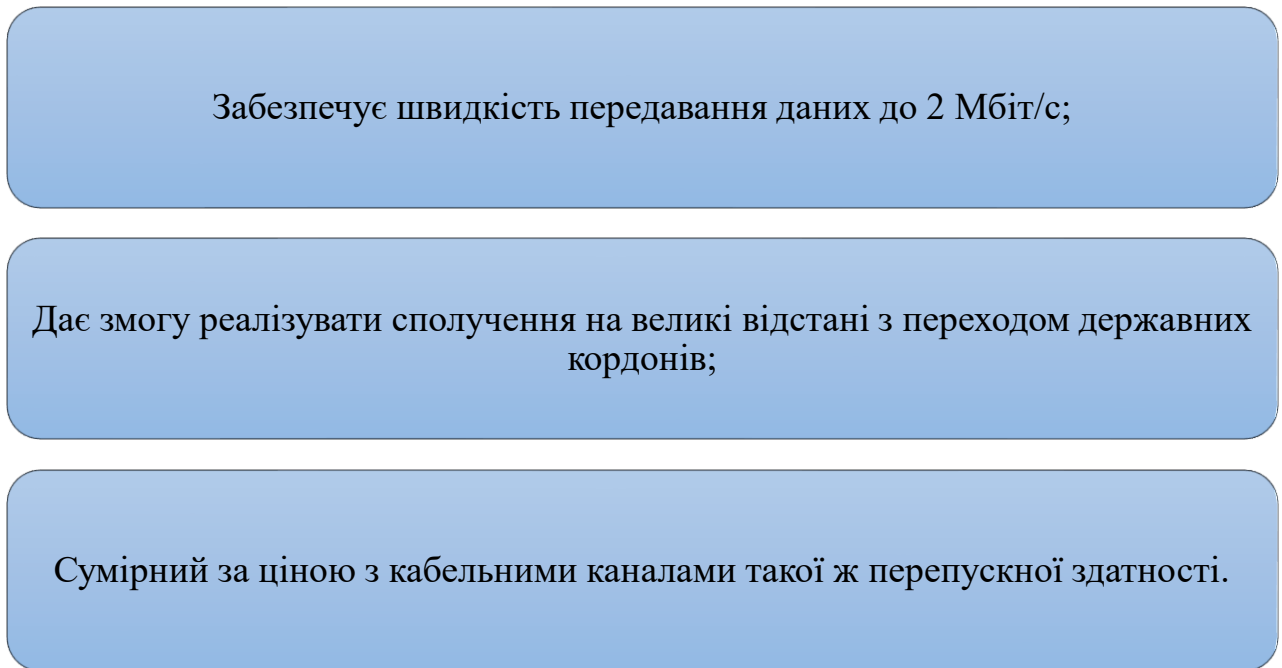 Забезпечує швидкість передавання даних до 2 Мбіт/с;
Дає змогу реалізувати сполучення на великі відстані з переходом державних
кордонів;
Сумірний за ціною з кабельними каналами такої ж перепускної здатності.